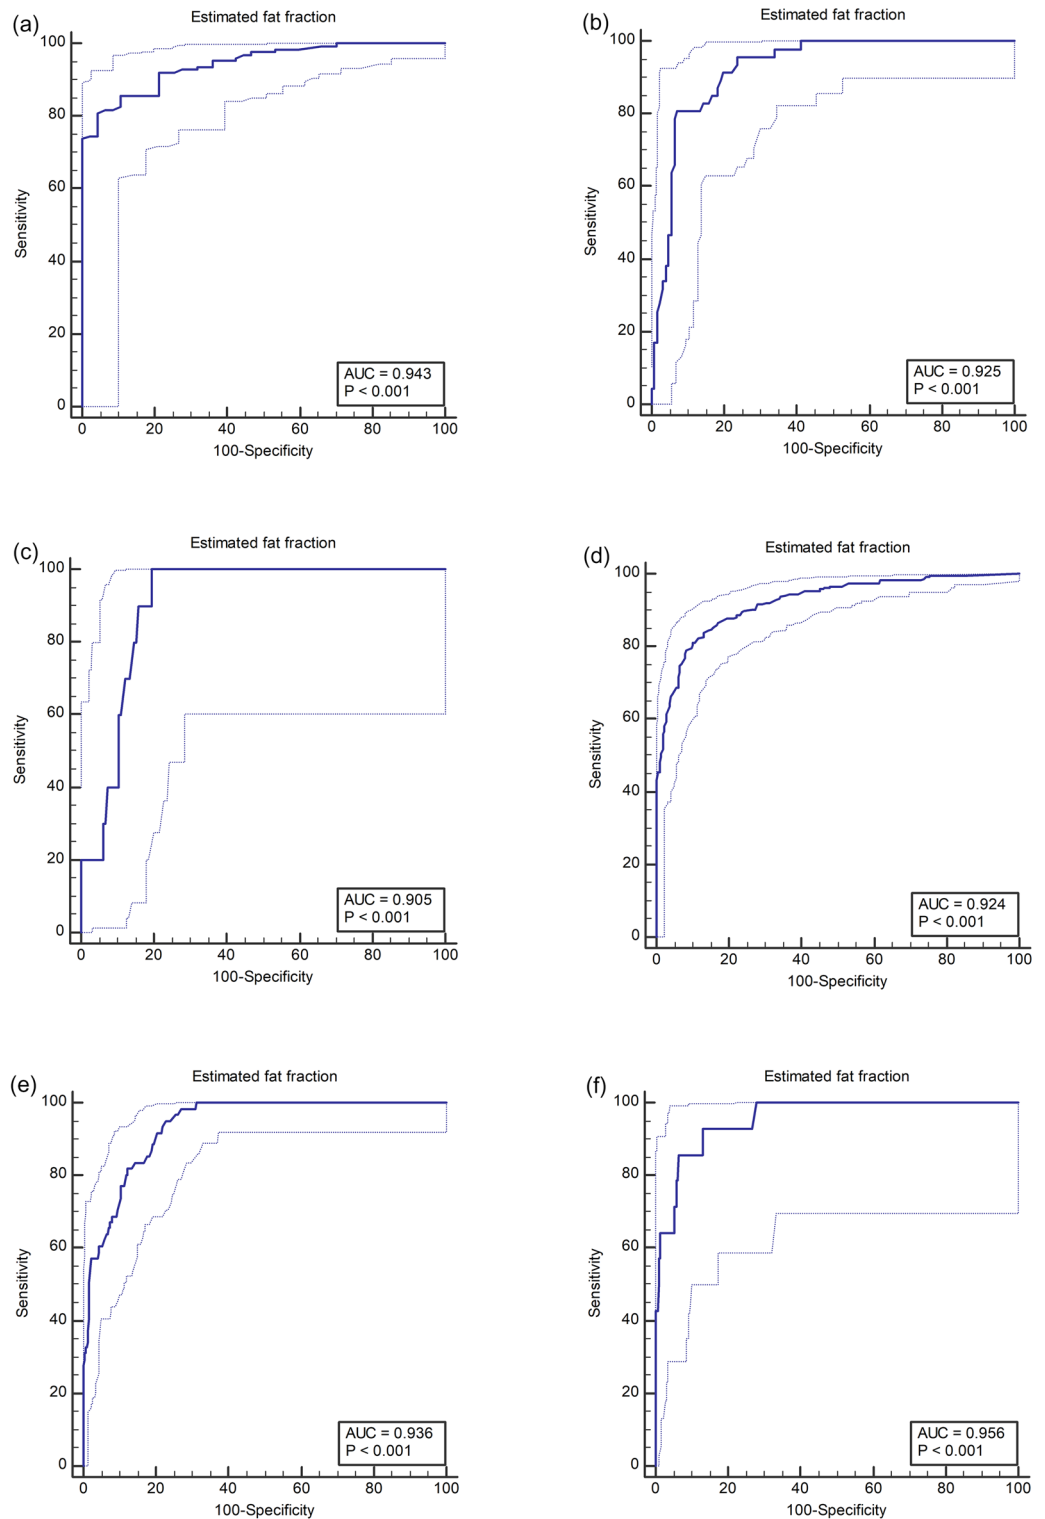 (a)
Estimated fat fraction
100
80
60
40
20
0
Sensitivity
AUC = 0.943
P < 0.001
0 20 40 60 80 100
100-Specificity
(b)
Estimated fat fraction
100
80
60
40
20
0
Sensitivity
AUC = 0.925
P < 0.001
0 20 40 60 80 100
100-Specificity
(c)
Estimated fat fraction
100
80
60
40
20
0
Sensitivity
AUC = 0.905
P < 0.001
0 20 40 60 80 100
100-Specificity
(d)
Estimated fat fraction
100
80
60
40
20
0
Sensitivity
AUC = 0.924
P < 0.001
0 20 40 60 80 100
100-Specificity
(e)
Estimated fat fraction
100
80
60
40
20
0
Sensitivity
AUC = 0.936
P < 0.001
0 20 40 60 80 100
100-Specificity
(f)
Estimated fat fraction
100
80
60
40
20
0
Sensitivity
AUC = 0.956
P < 0.001
0 20 40 60 80 100
100-Specificity